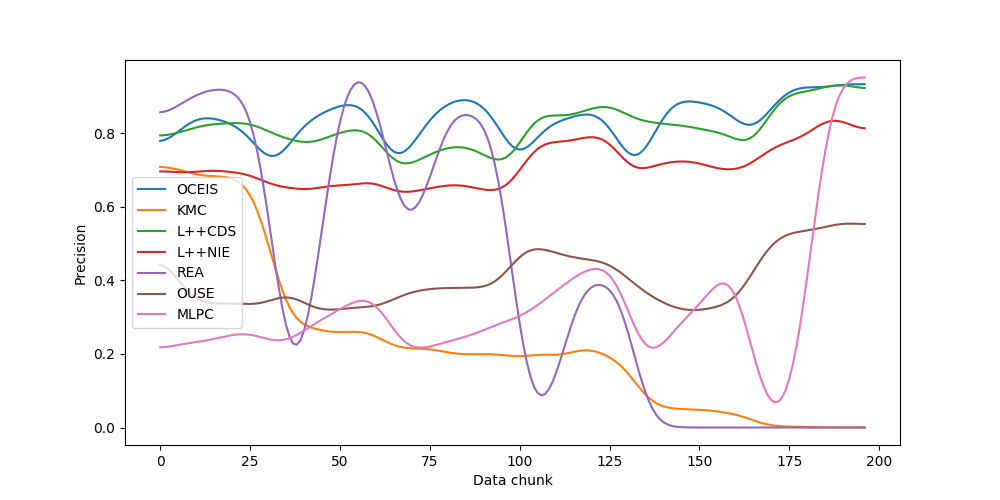 Precision
0.8
0.6
0.4
0.2
0.0
OCEIS
KMC
L++CDS
L++NIE
REA
OUSE
MLPC
0 25 50 75 100 125 150 175 200
Data chunk